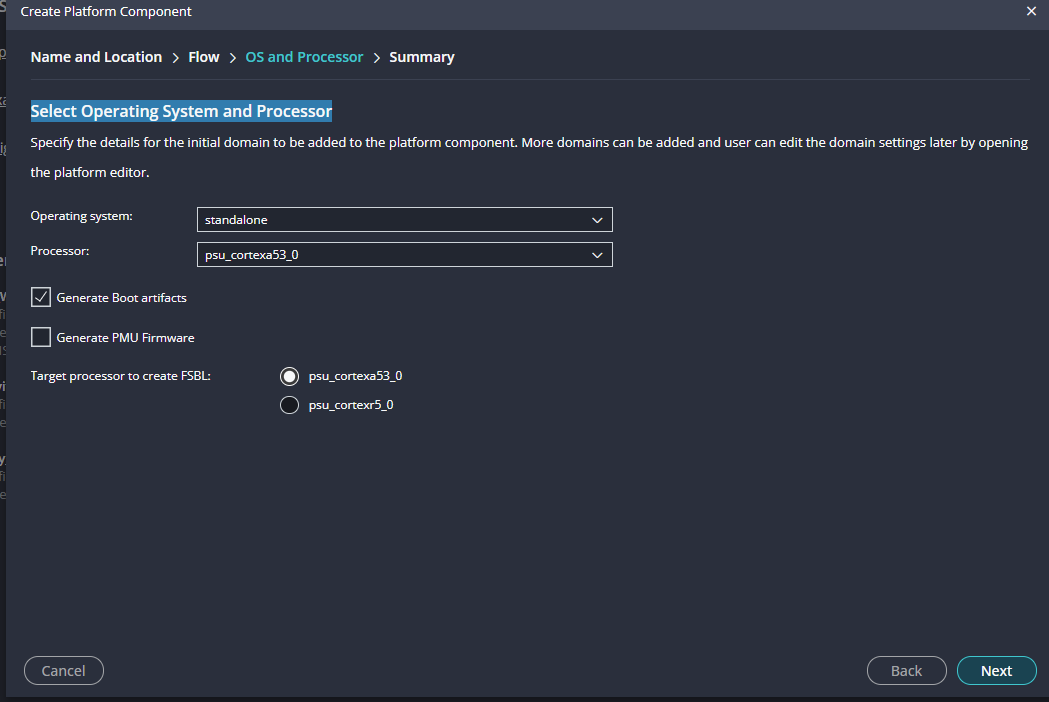 Create Platform Component
Name and Location > Flow > OS and Processor > Summary
Select Operating System and Processor
Specify the details for the initial domain to be added to the platform component. More domains can be added and user can edit the domain settings later by opening
the platform editor.
Operating system:
standalone
Processor:
psu_cortexa53_0
Generate Boot artifacts
Generate PMU Firmware
Target processor to create FSBL:
psu_cortexa53_0
psu_cortexr5_0
Cancel
Back
Next